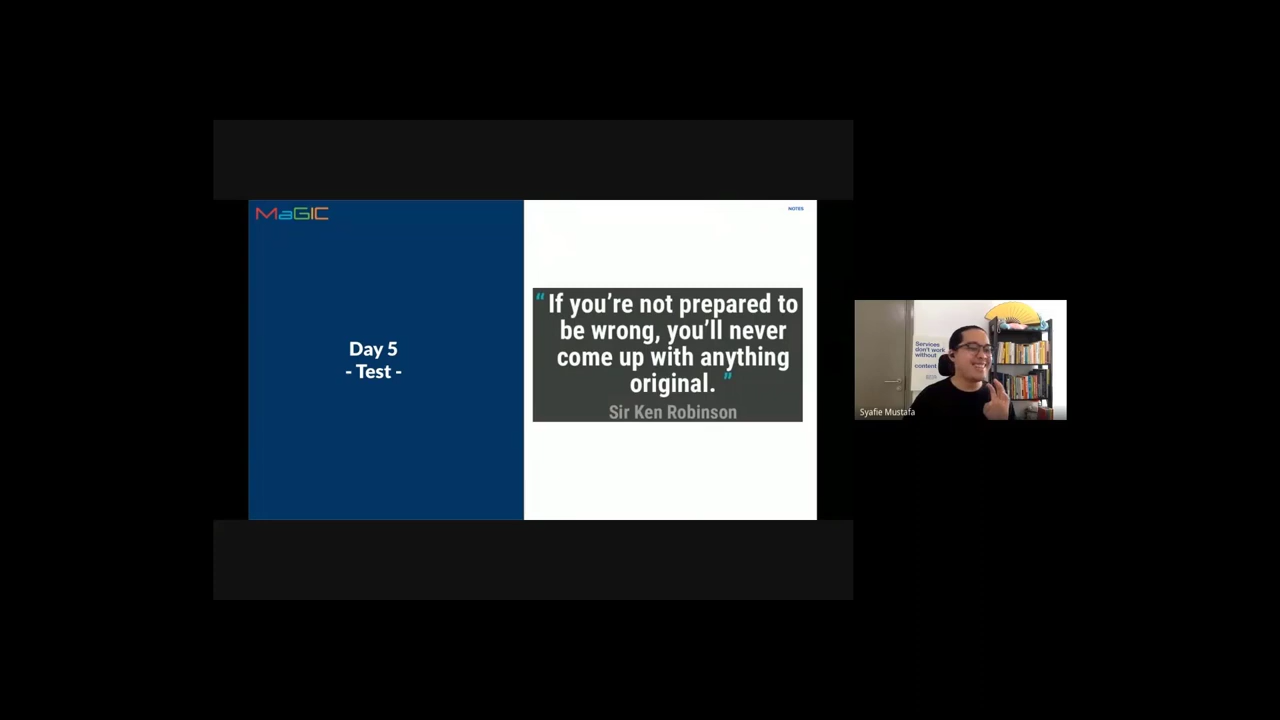 MaGIC
NOTES
Day 5
- Test -
“ If you’re not prepared to
be wrong, you’ll never
come up with anything
original. ”
Sir Ken Robinson
Services
don't work
without
content
Syafie Mustafa